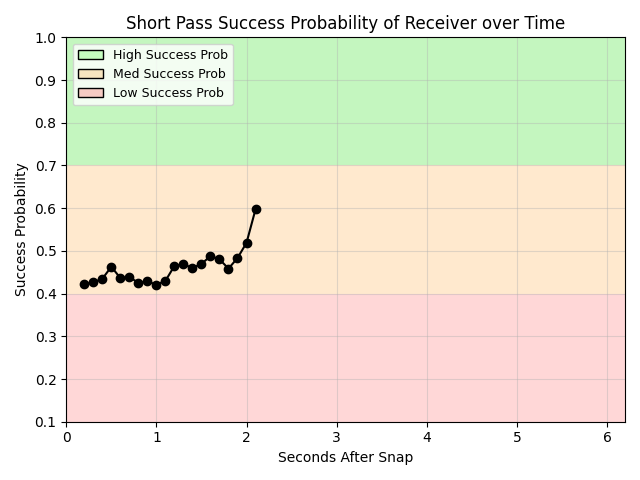 Short Pass Success Probability of Receiver over Time
1.0
High Success Prob
Med Success Prob
Low Success Prob
0.9
0.8
0.7
0.6
0.5
0.4
0.3
0.2
0.1
Success Probability
0 1 2 3 4 5 6
Seconds After Snap